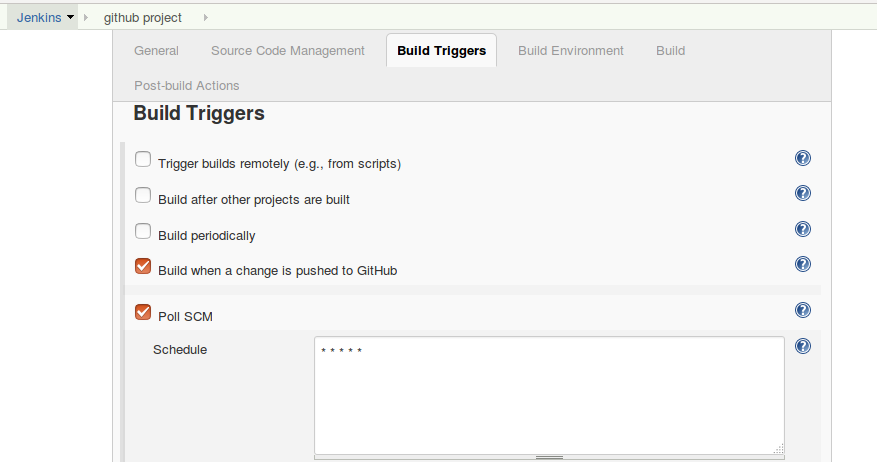 Jenkins github project
General Source Code Management Build Triggers Build Environment Build
Post-build Actions
Build Triggers
Trigger builds remotely (e.g., from scripts)
Build after other projects are built
Build periodically
Build when a change is pushed to GitHub
Poll SCM
Schedule * * * * *